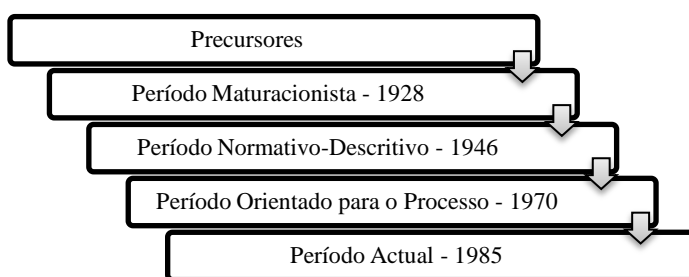 Precursores
Período Maturacionista - 1928
Período Normativo-Descritivo - 1946
Período Orientado para o Processo - 1970
Período Actual - 1985